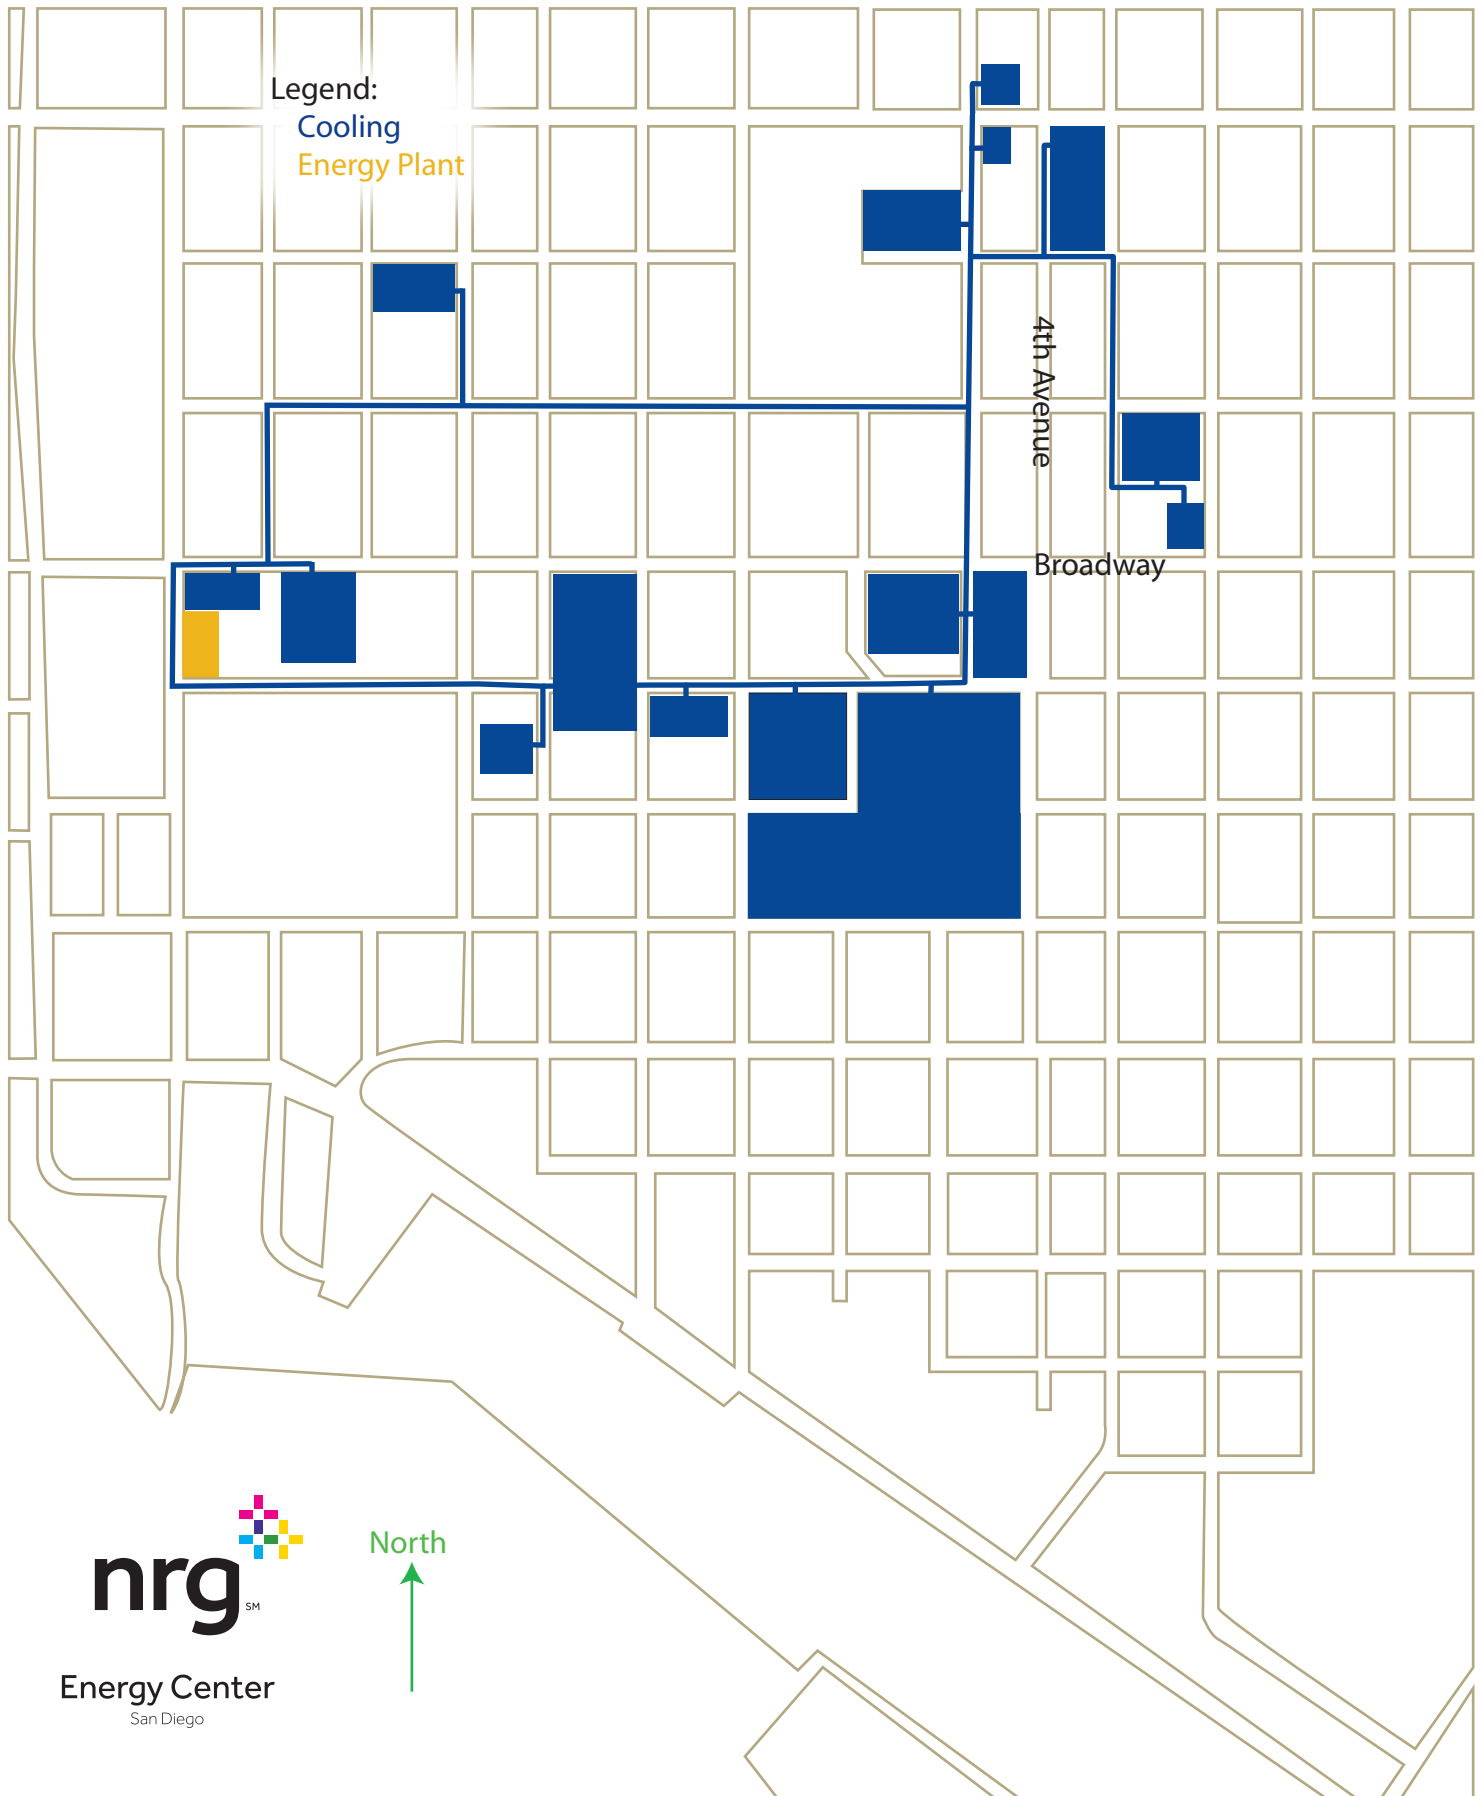 Legend:
Cooling
Energy Plant
4th Avenue
Broadway
North
nrg SM
Energy Center
San Diego